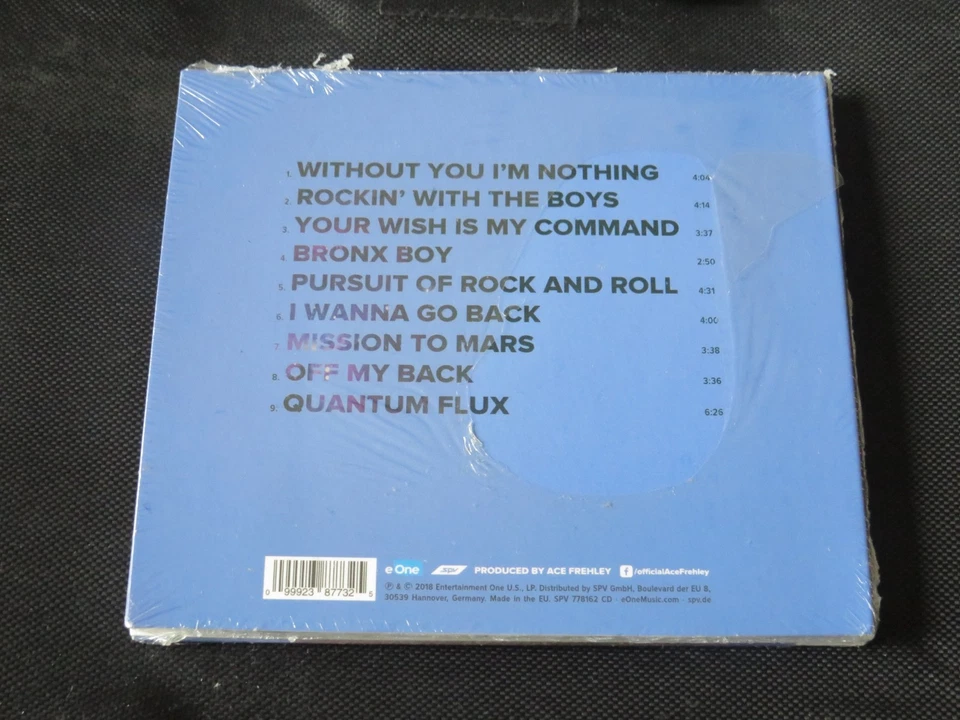 1. WITHOUT YOU I'M NOTHING 4:04
2. ROCKIN' WITH THE BOYS 4:14
3. YOUR WISH IS MY COMMAND 3:37
4. BRONX BOY 2:50
5. PURSUIT OF ROCK AND ROLL 4:31
6. I WANNA GO BACK 4:00
7. MISSION TO MARS 3:38
8. OFF MY BACK 3:36
9. QUANTUM FLUX 6:26
eOne SPV PRODUCED BY ACE FREHLEY f /officialAceFrehley
℗ & © 2018 Entertainment One U.S., LP. Distributed by SPV GmbH, Boulevard der EU 8,
30539 Hannover, Germany. Made in the EU. SPV 778162 CD · eOneMusic.com · spv.de
0 99923 87732 5